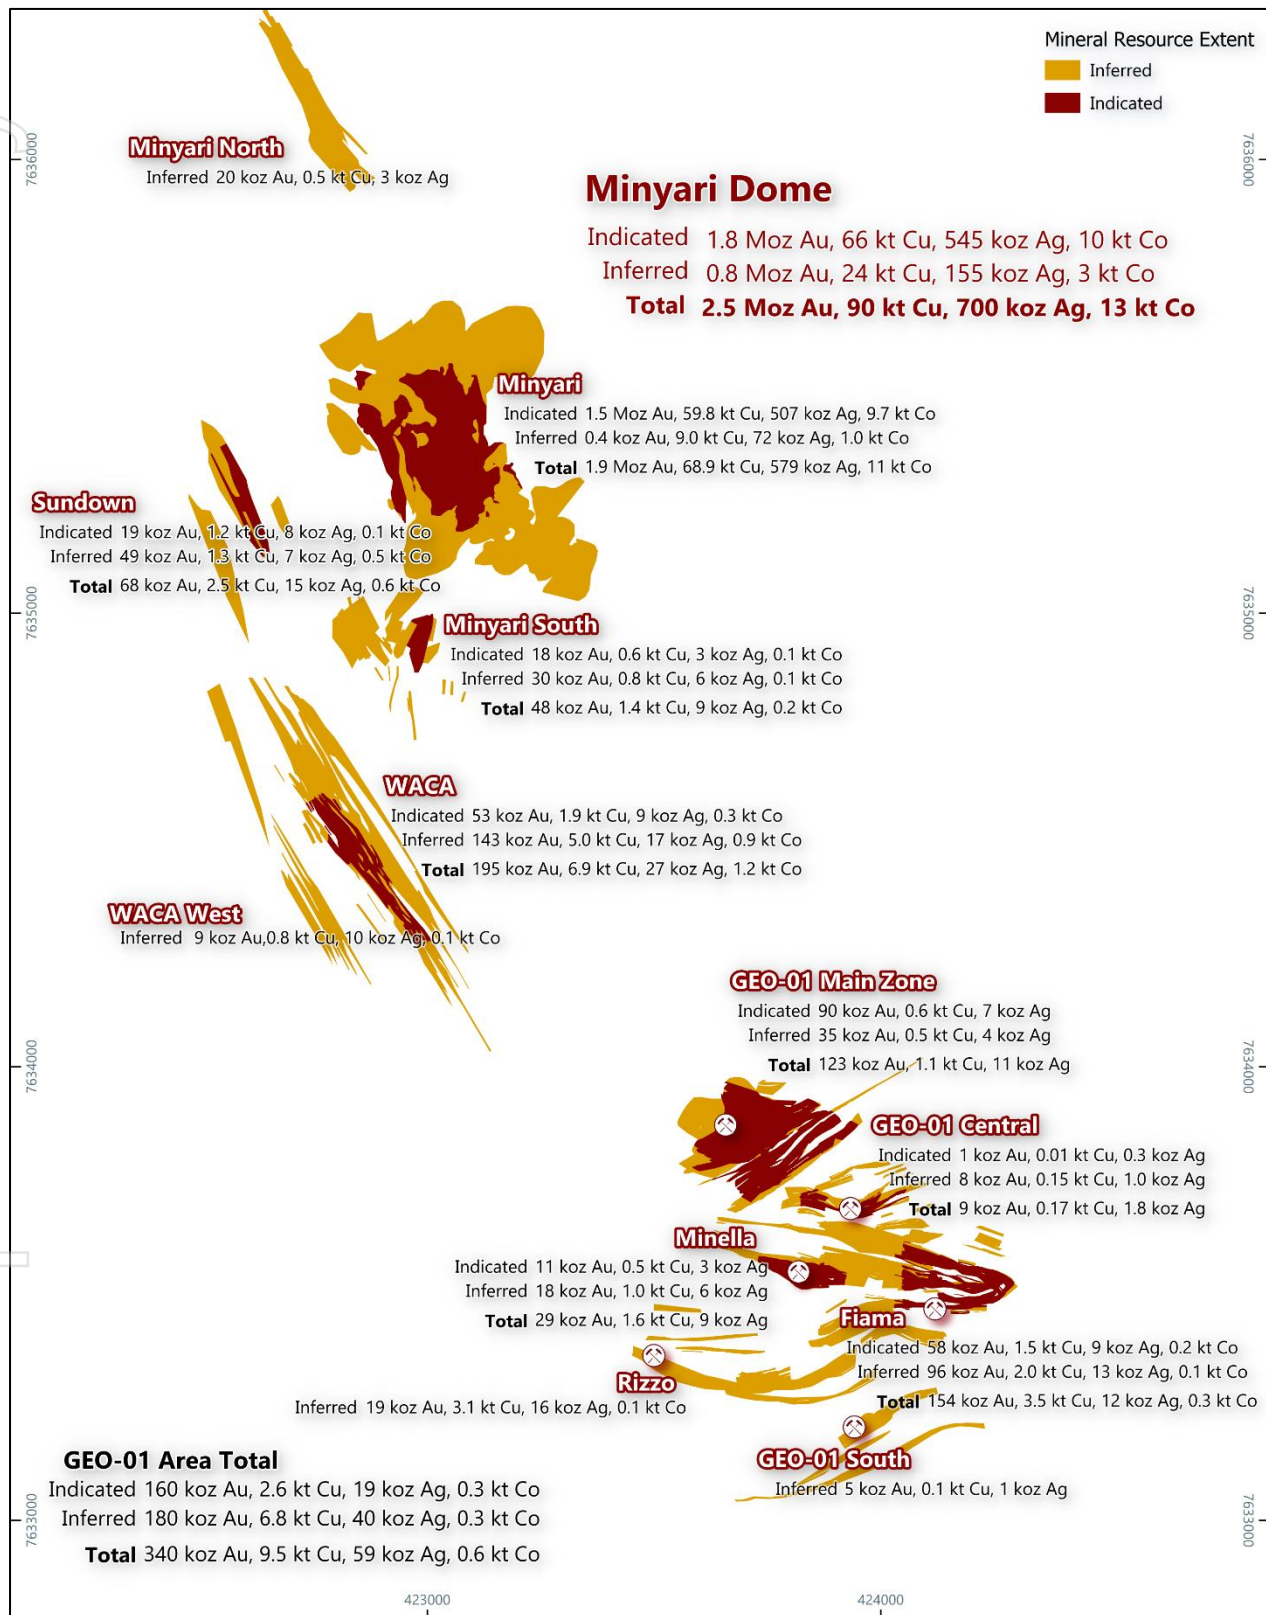 Mineral Resource Extent
Inferred
Indicated
7636000
7636000
Minyari North
Inferred 20 koz Au, 0.5 kt Cu, 3 koz Ag
Minyari Dome
Indicated 1.8 Moz Au, 66 kt Cu, 545 koz Ag, 10 kt Co
Inferred 0.8 Moz Au, 24 kt Cu, 155 koz Ag, 3 kt Co
Total 2.5 Moz Au, 90 kt Cu, 700 koz Ag, 13 kt Co
Minyari
Indicated 1.5 Moz Au, 59.8 kt Cu, 507 koz Ag, 9.7 kt Co
Inferred 0.4 koz Au, 9.0 kt Cu, 72 koz Ag, 1.0 kt Co
Total 1.9 Moz Au, 68.9 kt Cu, 579 koz Ag, 11 kt Co
Sundown
Indicated 19 koz Au, 1.2 kt Cu, 8 koz Ag, 0.1 kt Co
Inferred 49 koz Au, 1.3 kt Cu, 7 koz Ag, 0.5 kt Co
Total 68 koz Au, 2.5 kt Cu, 15 koz Ag, 0.6 kt Co
7635000
7635000
Minyari South
Indicated 18 koz Au, 0.6 kt Cu, 3 koz Ag, 0.1 kt Co
Inferred 30 koz Au, 0.8 kt Cu, 6 koz Ag, 0.1 kt Co
Total 48 koz Au, 1.4 kt Cu, 9 koz Ag, 0.2 kt Co
WACA
Indicated 53 koz Au, 1.9 kt Cu, 9 koz Ag, 0.3 kt Co
Inferred 143 koz Au, 5.0 kt Cu, 17 koz Ag, 0.9 kt Co
Total 195 koz Au, 6.9 kt Cu, 27 koz Ag, 1.2 kt Co
WACA West
Inferred 9 koz Au,0.8 kt Cu, 10 koz Ag, 0.1 kt Co
GEO-01 Main Zone
Indicated 90 koz Au, 0.6 kt Cu, 7 koz Ag
Inferred 35 koz Au, 0.5 kt Cu, 4 koz Ag
Total 123 koz Au, 1.1 kt Cu, 11 koz Ag
7634000
7634000
GEO-01 Central
Indicated 1 koz Au, 0.01 kt Cu, 0.3 koz Ag
Inferred 8 koz Au, 0.15 kt Cu, 1.0 koz Ag
Total 9 koz Au, 0.17 kt Cu, 1.8 koz Ag
Minella
Indicated 11 koz Au, 0.5 kt Cu, 3 koz Ag
Inferred 18 koz Au, 1.0 kt Cu, 6 koz Ag
Total 29 koz Au, 1.6 kt Cu, 9 koz Ag
Fiama
Indicated 58 koz Au, 1.5 kt Cu, 9 koz Ag, 0.2 kt Co
Inferred 96 koz Au, 2.0 kt Cu, 13 koz Ag, 0.1 kt Co
Total 154 koz Au, 3.5 kt Cu, 12 koz Ag, 0.3 kt Co
Rizzo
Inferred 19 koz Au, 3.1 kt Cu, 16 koz Ag, 0.1 kt Co
GEO-01 South
Inferred 5 koz Au, 0.1 kt Cu, 1 koz Ag
GEO-01 Area Total
Indicated 160 koz Au, 2.6 kt Cu, 19 koz Ag, 0.3 kt Co
Inferred 180 koz Au, 6.8 kt Cu, 40 koz Ag, 0.3 kt Co
Total 340 koz Au, 9.5 kt Cu, 59 koz Ag, 0.6 kt Co
7633000
7633000
423000
424000